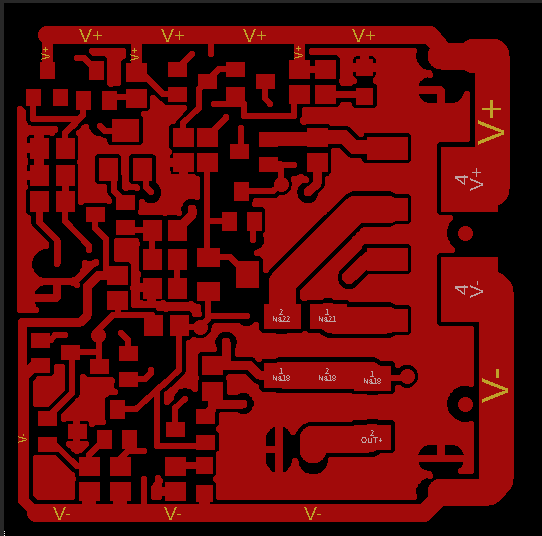 V+ V+ V+ V+
V+ V+ V+
V+
4
V+
4
V-
2 1
N$22 N$21
1 2 1
N$18 N$18 N$18
V-
2
OUT+
V-
V- V- V-